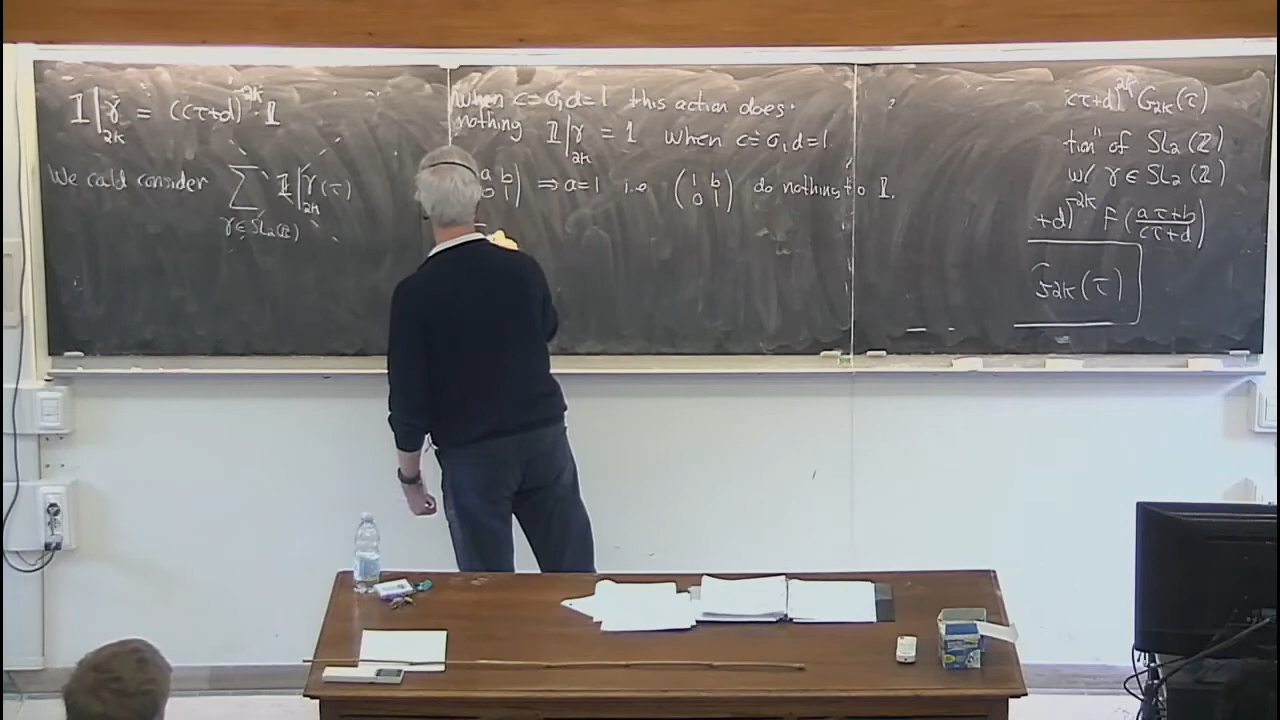 𝟙|γ = (cτ+d)^{-2k} · 𝟙
2k
We cald consider Σ 𝟙|γ(τ)
2k
γ ∈ SL₂(ℤ)
when c=0, d=1 this action does
nothing 𝟙|γ = 1 when c=0, d=1
2k
(a b
0 1) ⇒ a=1 i.e (1 b
0 1) do nothing to 𝟙.
cτ+d)^{-2k} G₂ₖ(τ)
tion" of SL₂(ℤ)
w/ γ ∈ SL₂(ℤ)
+d)^{-2k} F(aτ+b
cτ+d)
G₂ₖ(τ)